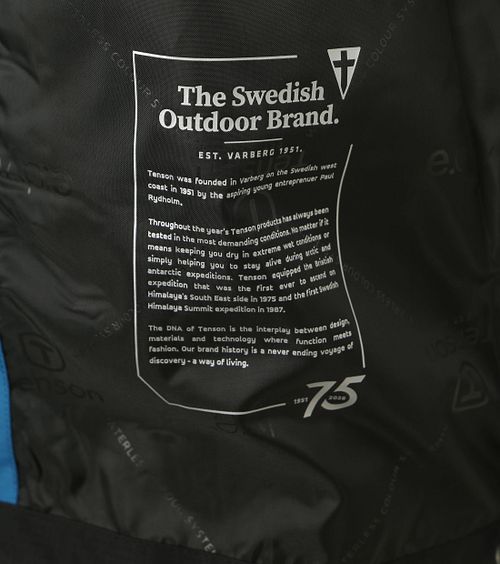 The Swedish
Outdoor Brand.
EST. VARBERG 1951.
Tenson was founded in Varberg on the Swedish west
coast in 1951 by the aspiring young entreprenuer Paul
Rydholm.
Throughout the year's Tenson products has always been
tested in the most demanding conditions. No matter if it
means keeping you dry in extreme wet conditions or
simply helping you to stay alive during arctic and
antarctic expeditions. Tenson equipped the British
expedition that was the first ever to ascend on
Himalaya's South East side in 1975 and the first Swedish
Himalaya Summit expedition in 1987.
The DNA of Tenson is the interplay between design,
materials and technology where function meets
fashion. Our brand history is a never ending voyage of
discovery - a way of living.
1951 75 2026
COLOUR SYSTEM